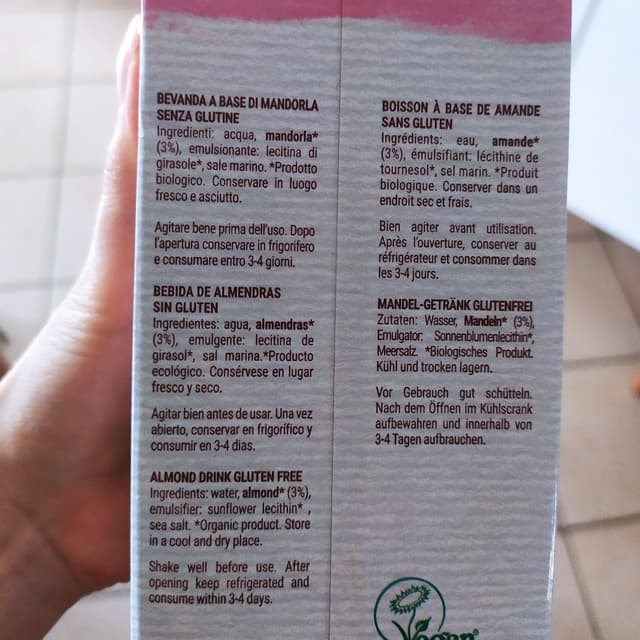 BEVANDA A BASE DI MANDORLA
SENZA GLUTINE
Ingredienti: acqua, mandorla*
(3%), emulsionante: lecitina di
girasole*, sale marino. *Prodotto
biologico. Conservare in luogo
fresco e asciutto.
Agitare bene prima dell'uso. Dopo
l'apertura conservare in frigorifero
e consumare entro 3-4 giorni.
BEBIDA DE ALMENDRAS
SIN GLUTEN
Ingredientes: agua, almendras*
(3%), emulgente: lecitina de
girasol*, sal marina.*Producto
ecológico. Consérvese en lugar
fresco y seco.
Agitar bien antes de usar. Una vez
abierto, conservar en frigorífico y
consumir en 3-4 dias.
ALMOND DRINK GLUTEN FREE
Ingredients: water, almond* (3%),
emulsifier: sunflower lecithin* ,
sea salt. *Organic product. Store
in a cool and dry place.
Shake well before use. After
opening keep refrigerated and
consume within 3-4 days.
BOISSON À BASE DE AMANDE
SANS GLUTEN
Ingrédients: eau, amande*
(3%), émulsifiant: lécithine de
tournesol*, sel marin. *Produit
biologique. Conserver dans un
endroit sec et frais.
Bien agiter avant utilisation.
Après l'ouverture, conserver au
réfrigérateur et consommer dans
les 3-4 jours.
MANDEL-GETRÄNK GLUTENFREI
Zutaten: Wasser, Mandeln* (3%),
Emulgator: Sonnenblumenlecithin*,
Meersalz. *Biologisches Produkt.
Kühl und trocken lagern.
Vor Gebrauch gut schütteln.
Nach dem Öffnen im Kühlscrank
aufbewahren und innerhalb von
3-4 Tagen aufbrauchen.